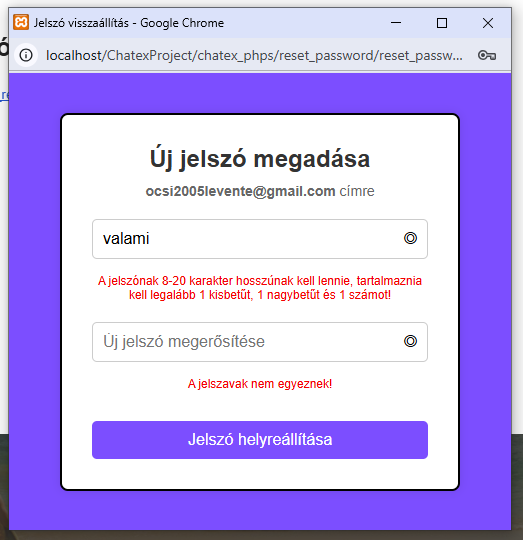 Jelszó visszaállítás - Google Chrome
localhost/ChatexProject/chatex_phps/reset_password/reset_passw...
Új jelszó megadása
ocsi2005levente@gmail.com címre
valami
A jelszónak 8-20 karakter hosszúnak kell lennie, tartalmaznia
kell legalább 1 kisbetűt, 1 nagybetűt és 1 számot!
Új jelszó megerősítése
A jelszavak nem egyeznek!
Jelszó helyreállítása